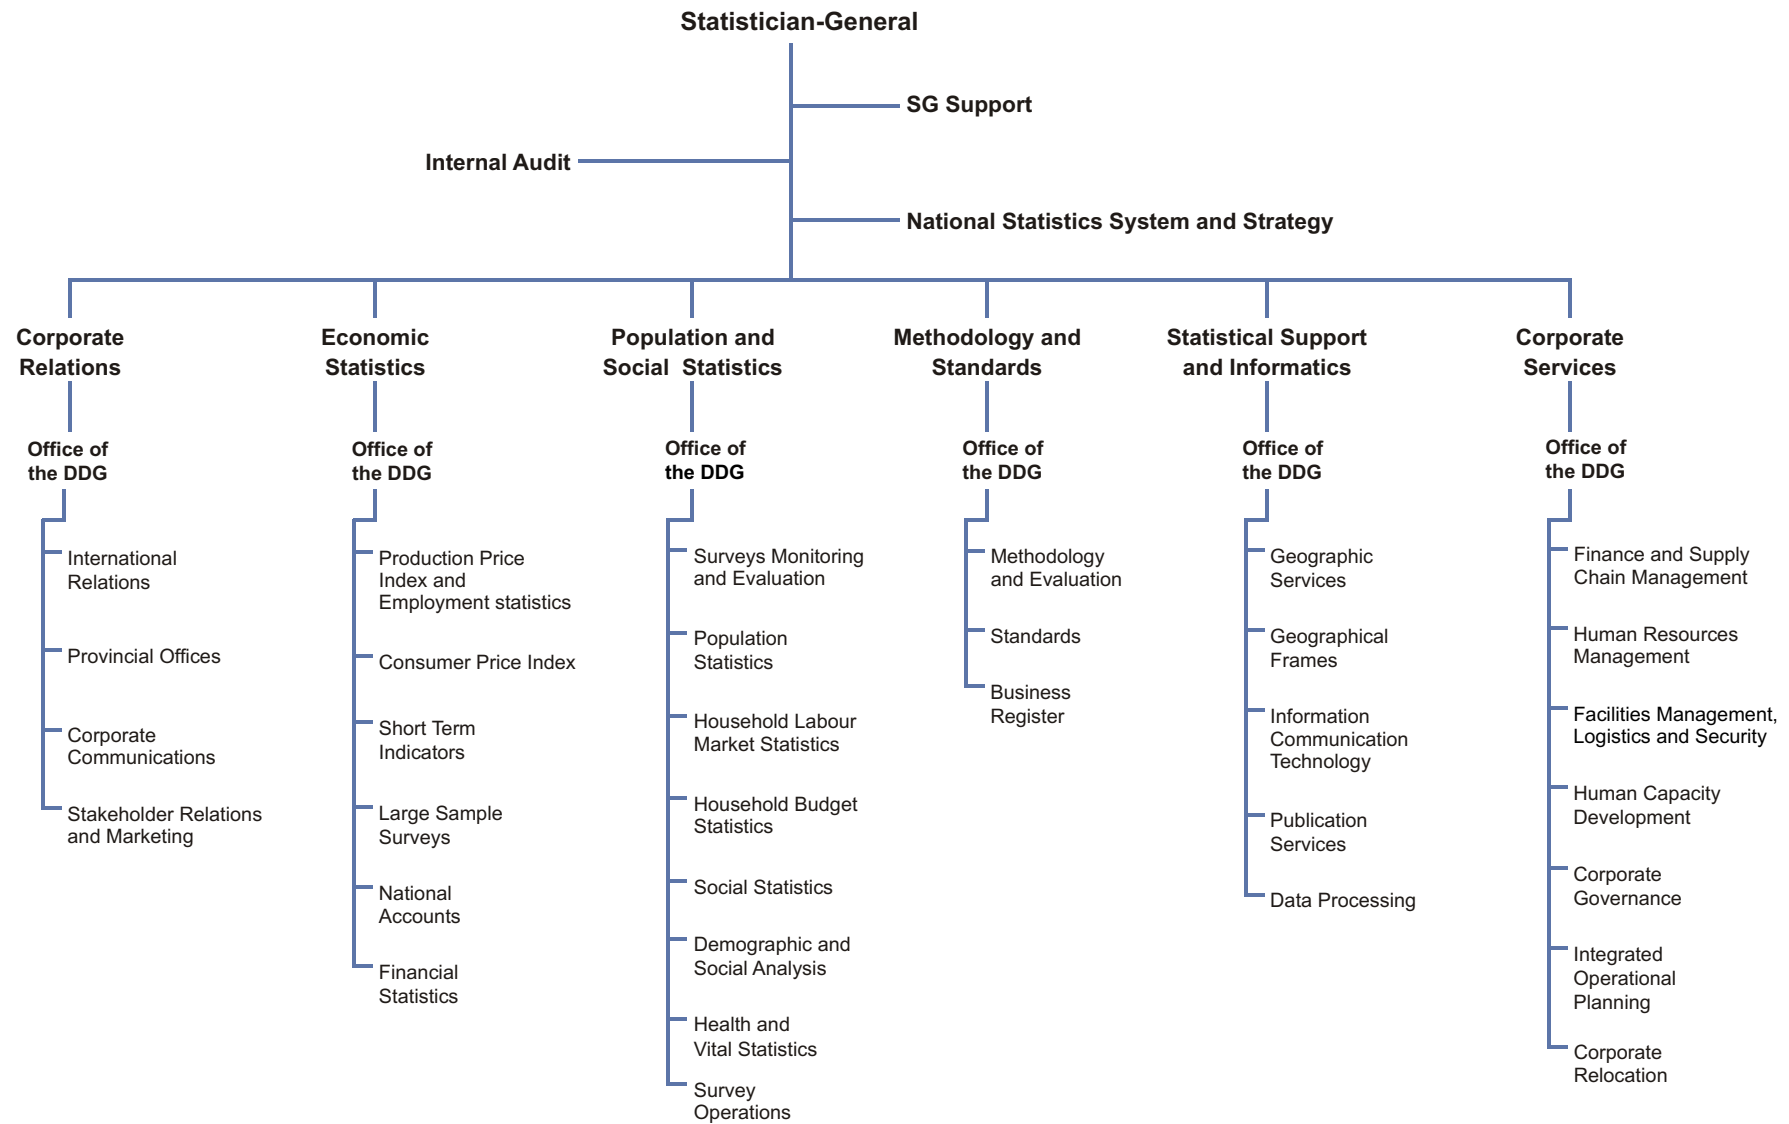 Statistician-General
SG Support
Internal Audit
National Statistics System and Strategy
Corporate
Relations
Office of
the DDG
International
Relations
Provincial Offices
Corporate
Communications
Stakeholder Relations
and Marketing
Economic
Statistics
Office of
the DDG
Production Price
Index and
Employment statistics
Consumer Price Index
Short Term
Indicators
Large Sample
Surveys
National
Accounts
Financial
Statistics
Population and
Social Statistics
Office of
the DDG
Surveys Monitoring
and Evaluation
Population
Statistics
Household Labour
Market Statistics
Household Budget
Statistics
Social Statistics
Demographic and
Social Analysis
Health and
Vital Statistics
Survey
Operations
Methodology and
Standards
Office of
the DDG
Methodology
and Evaluation
Standards
Business
Register
Statistical Support
and Informatics
Office of
the DDG
Geographic
Services
Geographical
Frames
Information
Communication
Technology
Publication
Services
Data Processing
Corporate
Services
Office of
the DDG
Finance and Supply
Chain Management
Human Resources
Management
Facilities Management,
Logistics and Security
Human Capacity
Development
Corporate
Governance
Integrated
Operational
Planning
Corporate
Relocation